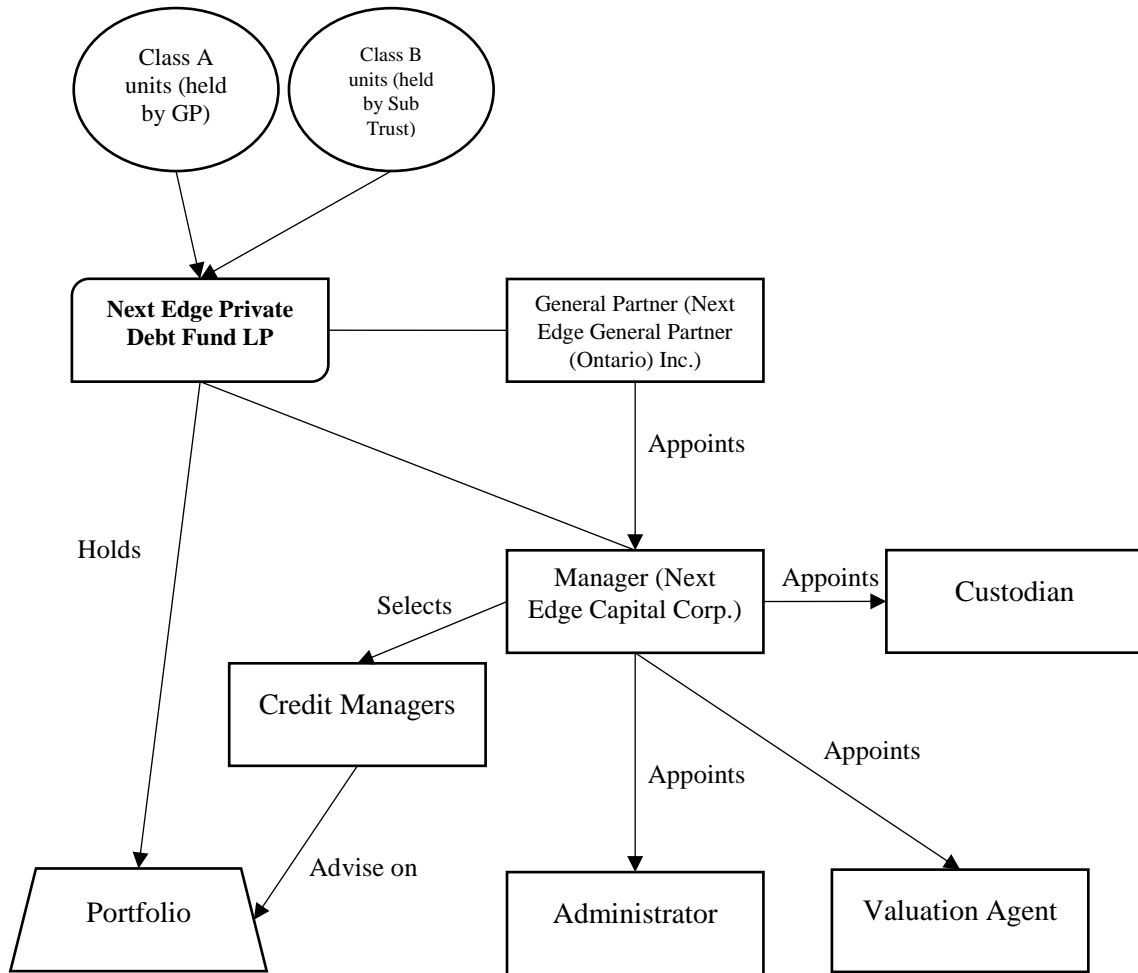 Class A
units (held
by GP)
Class B
units (held
by Sub
Trust)
Next Edge Private
Debt Fund LP
General Partner (Next
Edge General Partner
(Ontario) Inc.)
Appoints
Holds
Manager (Next
Edge Capital Corp.)
Appoints
Custodian
Selects
Credit Managers
Appoints
Appoints
Advise on
Portfolio
Administrator
Valuation Agent